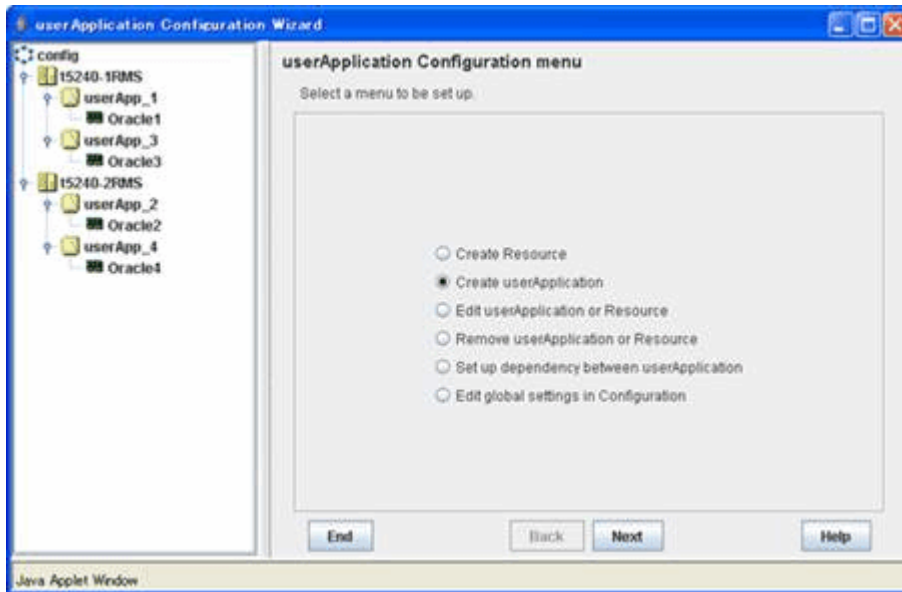 userApplication Configuration Wizard
config
t5240-1RMS
userApp_1
Oracle1
userApp_3
Oracle3
t5240-2RMS
userApp_2
Oracle2
userApp_4
Oracle4
userApplication Configuration menu
Select a menu to be set up.
Create Resource
Create userApplication
Edit userApplication or Resource
Remove userApplication or Resource
Set up dependency between userApplication
Edit global settings in Configuration
End
Back
Next
Help
Java Applet Window